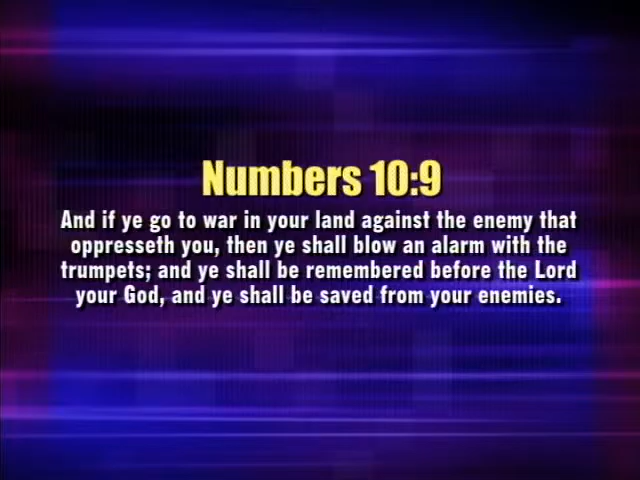 Numbers 10:9
And if ye go to war in your land against the enemy that
oppresseth you, then ye shall blow an alarm with the
trumpets; and ye shall be remembered before the Lord
your God, and ye shall be saved from your enemies.